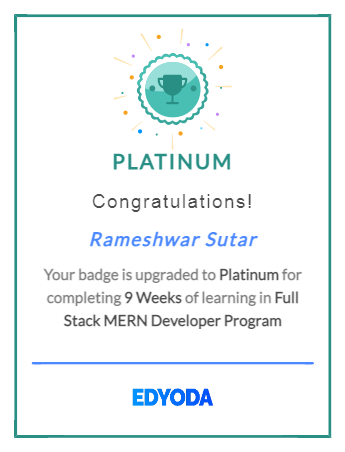 PLATINUM
Congratulations!
Rameshwar Sutar
Your badge is upgraded to Platinum for
completing 9 Weeks of learning in Full
Stack MERN Developer Program
EDYODA